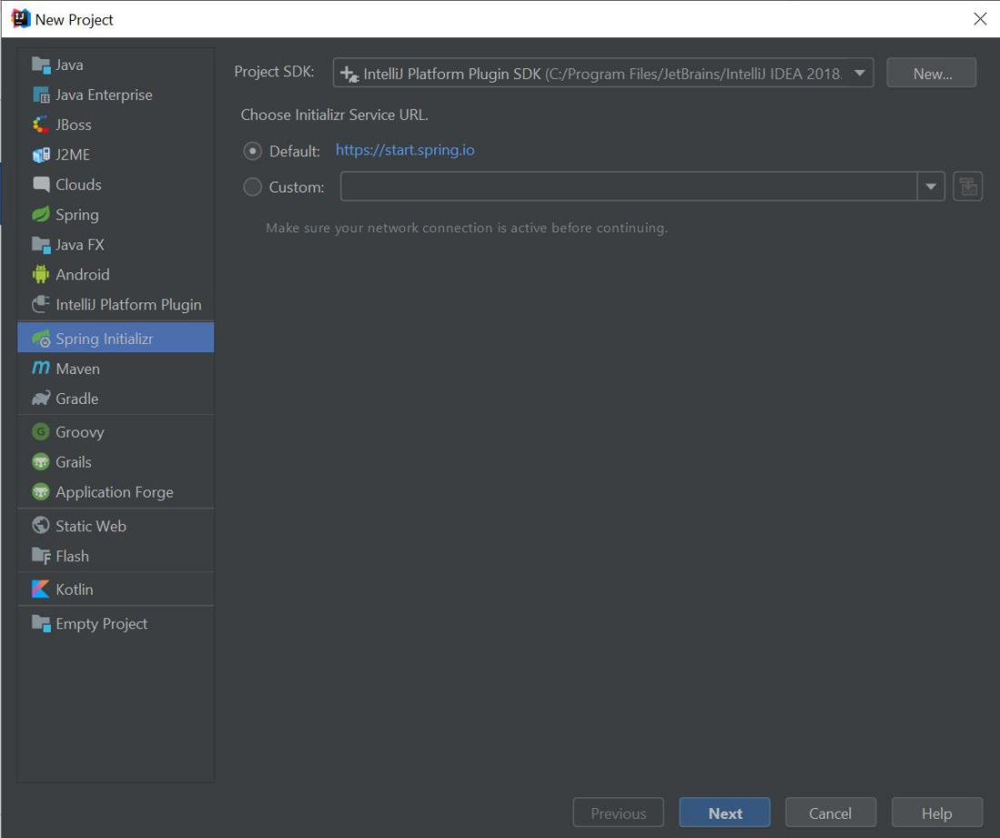 New Project
Java
Java Enterprise
JBoss
J2ME
Clouds
Spring
Java FX
Android
IntelliJ Platform Plugin
Spring Initializr
Maven
Gradle
Groovy
Grails
Application Forge
Static Web
Flash
Kotlin
Empty Project
Project SDK: IntelliJ Platform Plugin SDK (C:/Program Files/JetBrains/IntelliJ IDEA 2018. New...
Choose Initializr Service URL.
Default: https://start.spring.io
Custom:
Make sure your network connection is active before continuing.
Previous Next Cancel Help